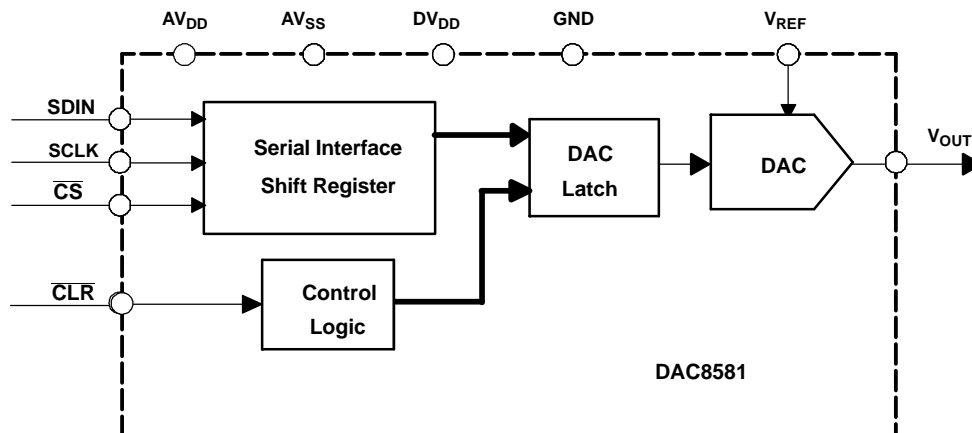 AVDD AVSS DVDD GND VREF
SDIN
SCLK
CS
CLR
Serial Interface
Shift Register
Control
Logic
DAC
Latch
DAC
VOUT
DAC8581